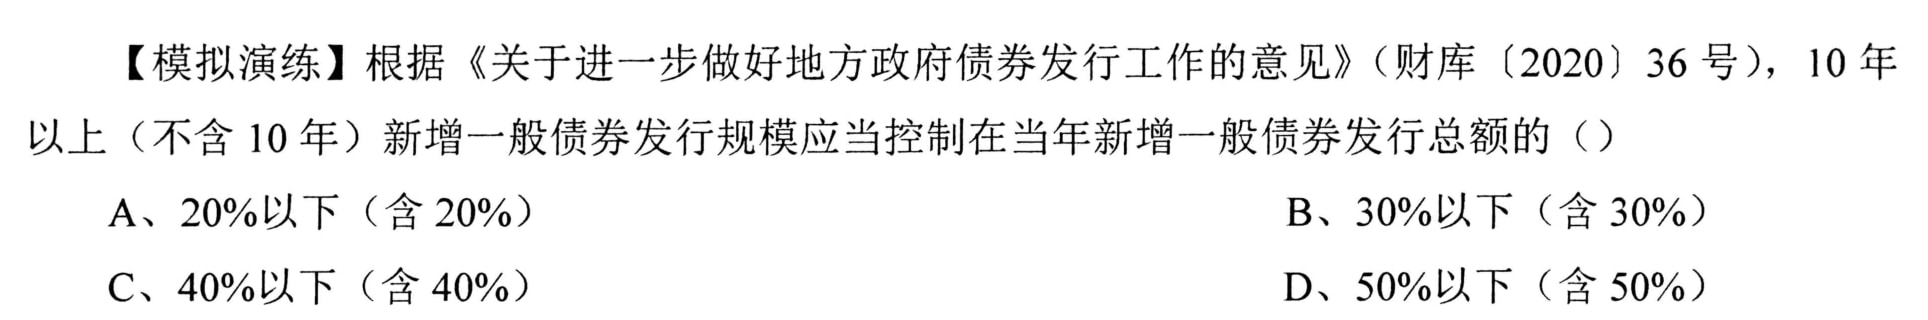 【模拟演练】根据《关于进一步做好地方政府债券发行工作的意见》（财库〔2020〕36 号），10 年
以上（不含 10 年）新增一般债券发行规模应当控制在当年新增一般债券发行总额的（）
A、20%以下（含 20%） B、30%以下（含 30%）
C、40%以下（含 40%） D、50%以下（含 50%）